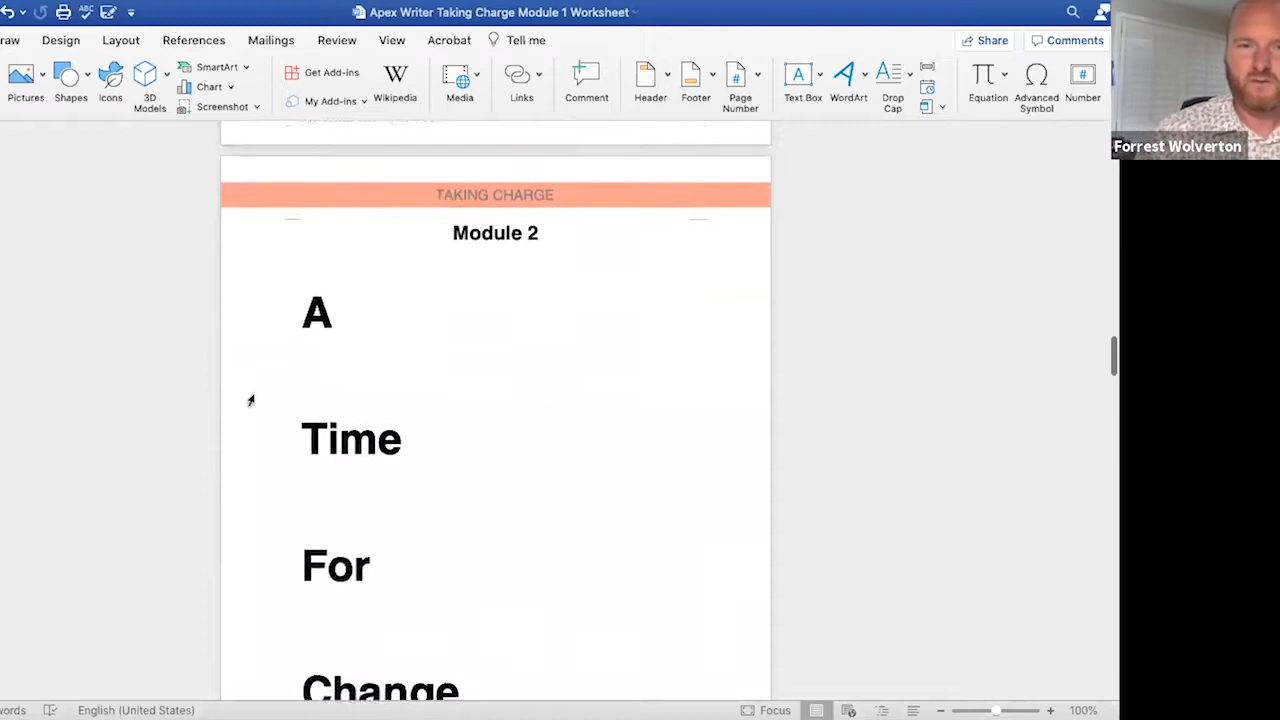 Apex Writer Taking Charge Module 1 Worksheet
raw Design Layout References Mailings Review View Acrobat Tell me Share Comments
Pictures Shapes Icons 3D Models SmartArt Chart Screenshot Get Add-ins My Add-ins Wikipedia Media Links Comment Header Footer Page Number Text Box WordArt Drop Cap Equation Advanced Symbol Number
Forrest Wolverton
TAKING CHARGE
Module 2
A
Time
For
Change
words English (United States) Focus 100%